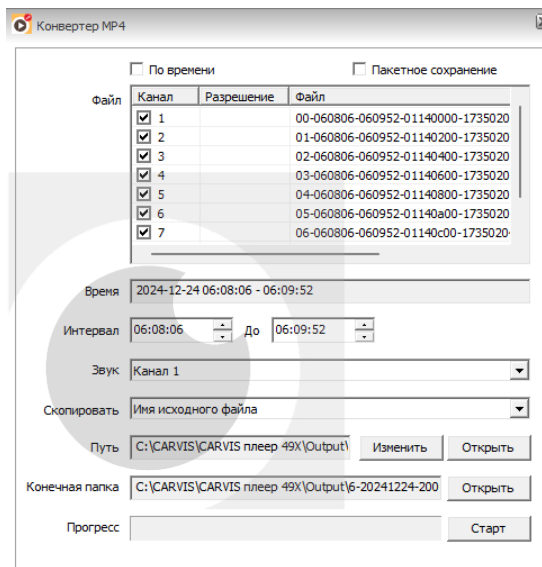 Конвертер MP4
По времени Пакетное сохранение
Файл Канал Разрешение Файл
1 00-060806-060952-01140000-1735020
2 01-060806-060952-01140200-1735020
3 02-060806-060952-01140400-1735020
4 03-060806-060952-01140600-1735020
5 04-060806-060952-01140800-1735020
6 05-060806-060952-01140a00-1735020
7 06-060806-060952-01140c00-1735020
Время 2024-12-24 06:08:06 - 06:09:52
Интервал 06:08:06 До 06:09:52
Звук Канал 1
Скопировать Имя исходного файла
Путь C:\CARVIS\CARVIS плеер 49X\Output\ Изменить Открыть
Конечная папка C:\CARVIS\CARVIS плеер 49X\Output\6-20241224-200 Открыть
Прогресс Старт